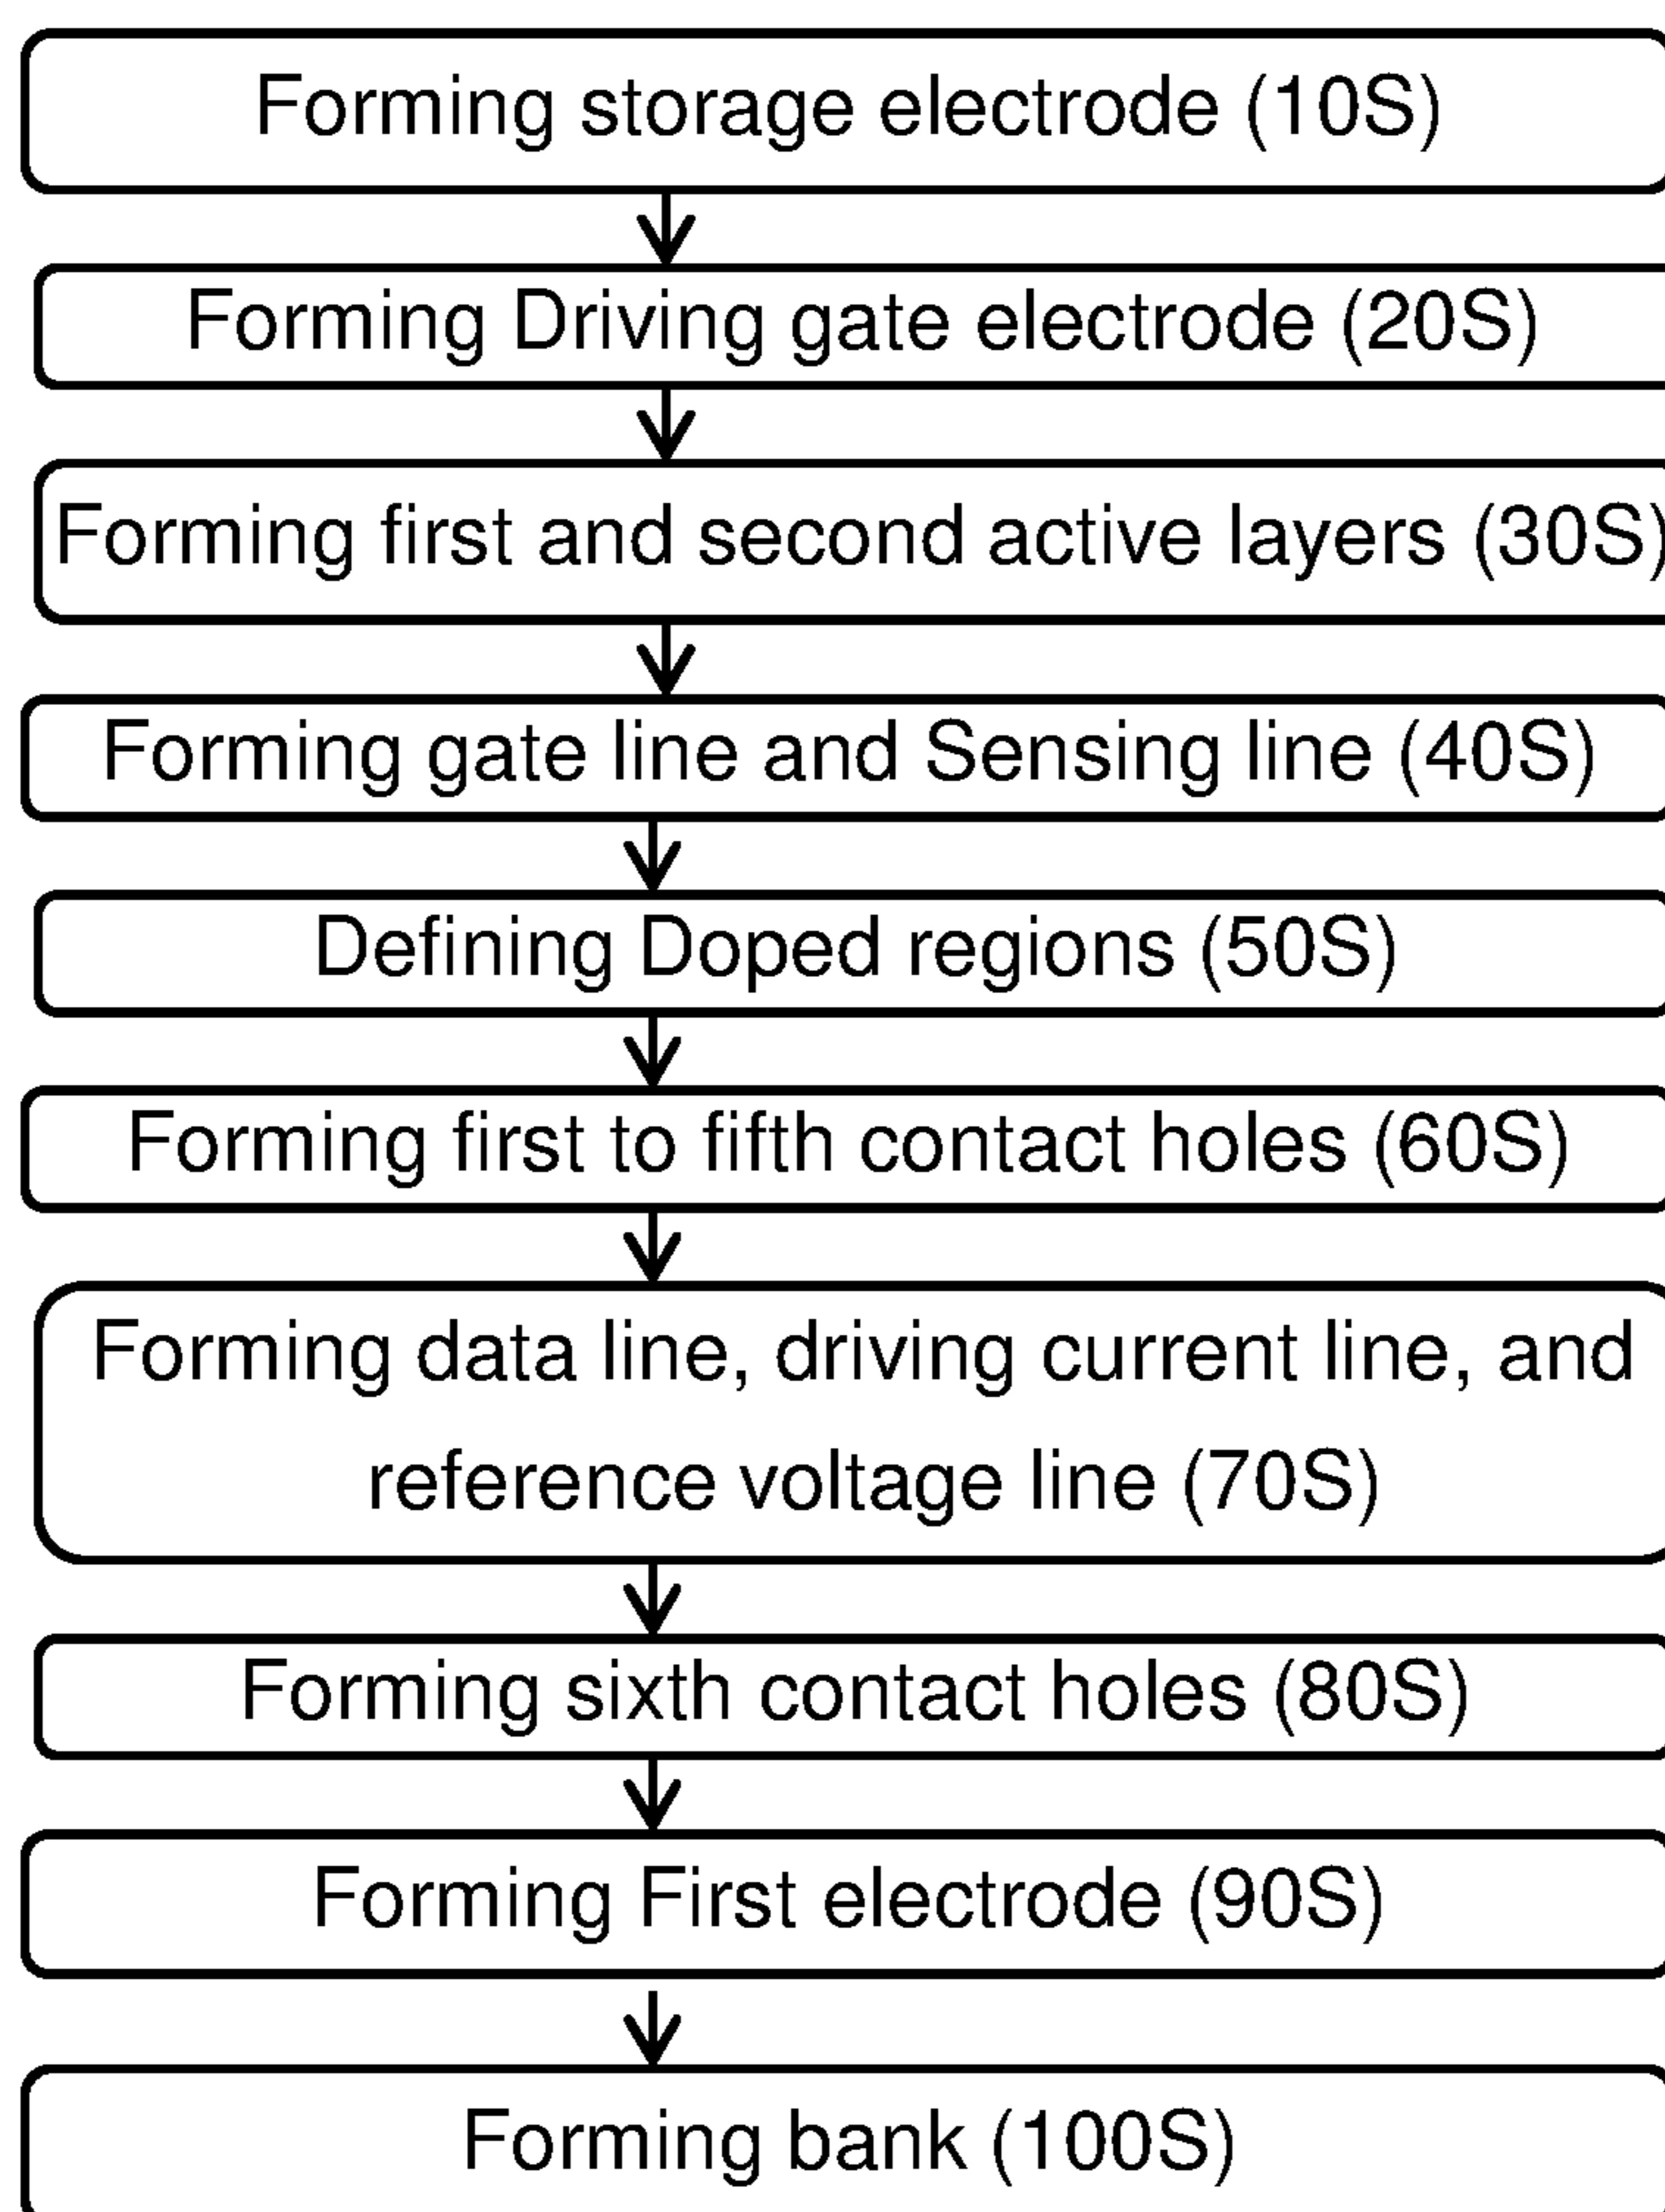 Forming storage electrode (10S)
Forming Driving gate electrode (20S)
Forming first and second active layers (30S)
Forming gate line and Sensing line (40S)
Defining Doped regions (50S)
Forming first to fifth contact holes (60S)
Forming data line, driving current line, and
reference voltage line (70S)
Forming sixth contact holes (80S)
Forming First electrode (90S)
Forming bank (100S)